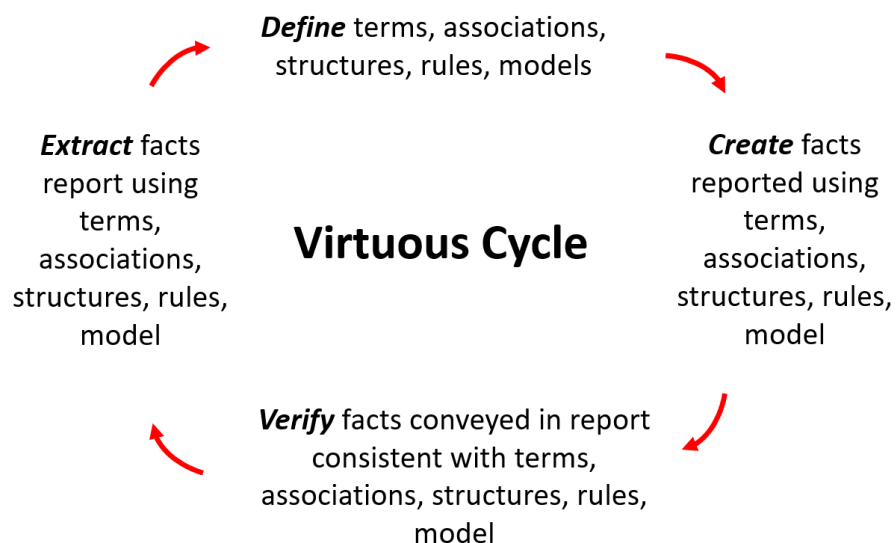 Define terms, associations,
structures, rules, models
Create facts
reported using
terms,
associations,
structures, rules,
model
Verify facts conveyed in report
consistent with terms,
associations, structures, rules,
model
Extract facts
report using
terms,
associations,
structures, rules,
model
Virtuous Cycle